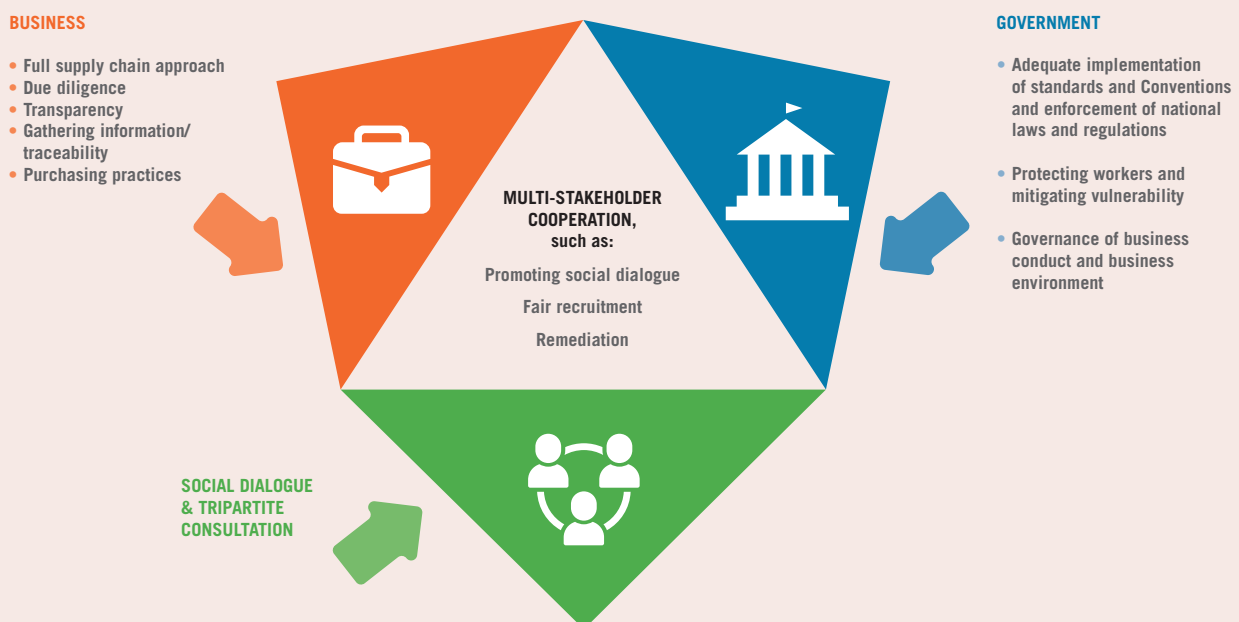 BUSINESS
• Full supply chain approach
• Due diligence
• Transparency
• Gathering information/
traceability
• Purchasing practices
MULTI-STAKEHOLDER
COOPERATION,
such as:
Promoting social dialogue
Fair recruitment
Remediation
GOVERNMENT
• Adequate implementation
of standards and Conventions
and enforcement of national
laws and regulations
• Protecting workers and
mitigating vulnerability
• Governance of business
conduct and business
environment
SOCIAL DIALOGUE
& TRIPARTITE
CONSULTATION